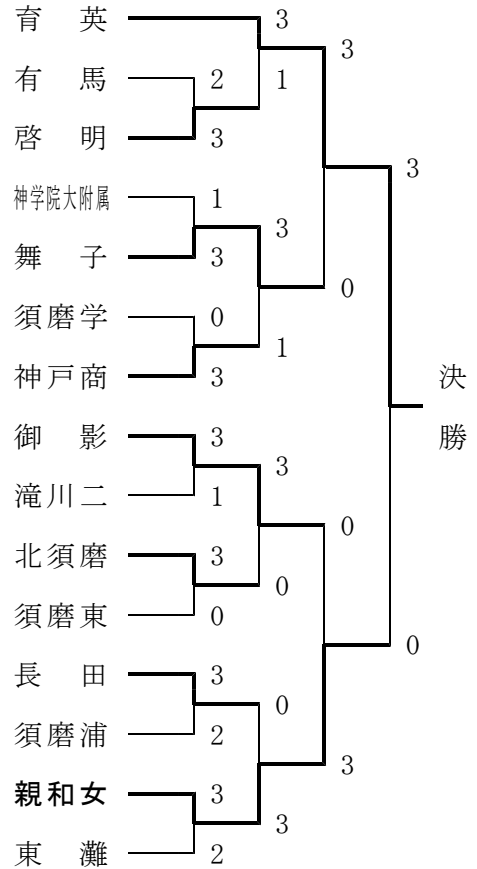 育 英
有 馬
啓 明
神学院大附属
舞 子
須磨学
神戸商
御 影
滝川二
北須磨
須磨東
長 田
須磨浦
親和女
東 灘
3
2
1
3
3
1
3
3
0
1
3
3
3
1
3
0
0
3
0
2
0
3
3
2
3
0
3
0
3
決
勝